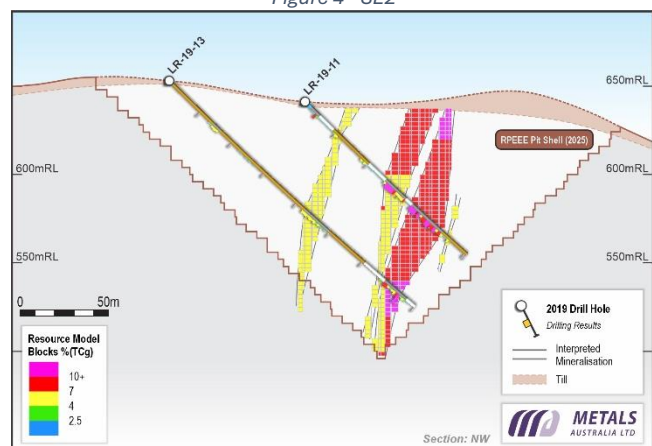 Figure 4 - SE2
LR-19-13
LR-19-11
650mRL
600mRL
600mRL
550mRL
550mRL
RPEEE Pit Shell (2025)
0 50m
Resource Model
Blocks %(TCg)
10+
7
4
2.5
2019 Drill Hole
Drilling Results
Interpreted
Mineralisation
Till
Section: NW
METALS
AUSTRALIA LTD